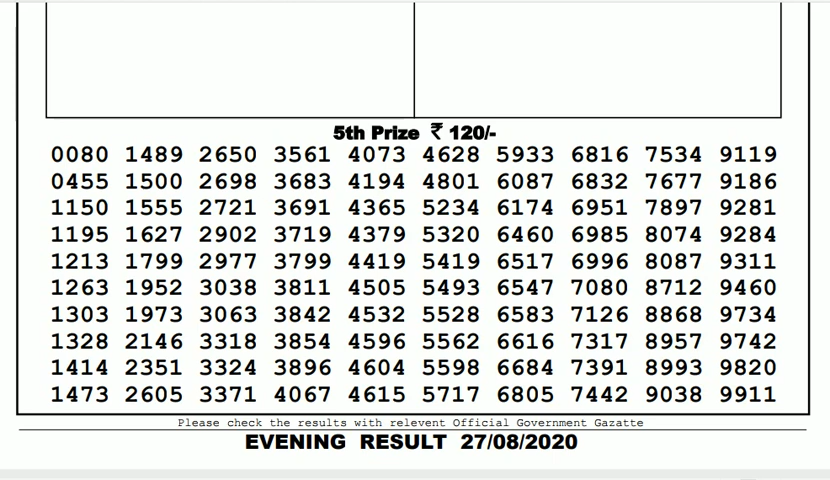 5th Prize ₹ 120/-
0080 1489 2650 3561 4073 4628 5933 6816 7534 9119
0455 1500 2698 3683 4194 4801 6087 6832 7677 9186
1150 1555 2721 3691 4365 5234 6174 6951 7897 9281
1195 1627 2902 3719 4379 5320 6460 6985 8074 9284
1213 1799 2977 3799 4419 5419 6517 6996 8087 9311
1263 1952 3038 3811 4505 5493 6547 7080 8712 9460
1303 1973 3063 3842 4532 5528 6583 7126 8868 9734
1328 2146 3318 3854 4596 5562 6616 7317 8957 9742
1414 2351 3324 3896 4604 5598 6684 7391 8993 9820
1473 2605 3371 4067 4615 5717 6805 7442 9038 9911
Please check the results with relevent Official Government Gazatte
EVENING RESULT 27/08/2020